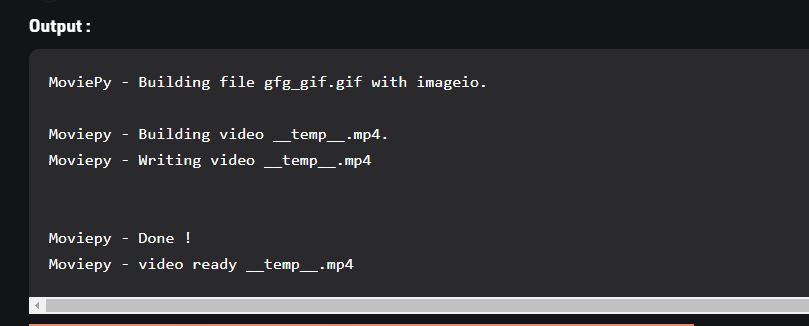 Output :
MoviePy - Building file gfg_gif.gif with imageio.
Moviepy - Building video __temp__.mp4.
Moviepy - Writing video __temp__.mp4
Moviepy - Done !
Moviepy - video ready __temp__.mp4